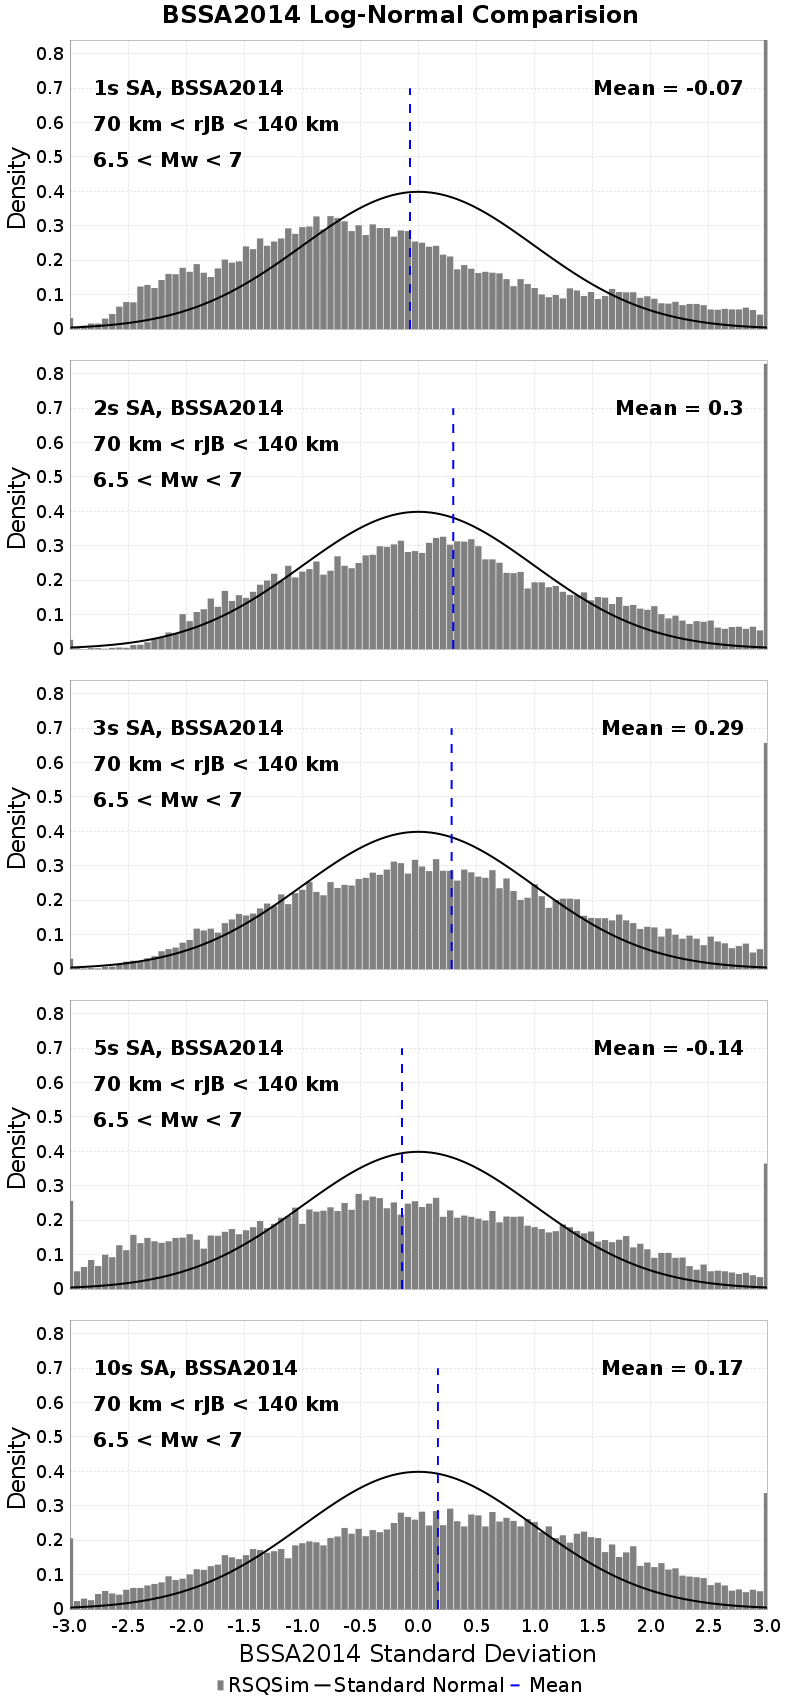 BSSA2014 Log-Normal Comparision
0.8
0.7
0.6
0.5
0.4
0.3
0.2
0.1
0
Density
1s SA, BSSA2014
Mean = -0.07
70 km < rJB < 140 km
6.5 < Mw < 7
0.8
0.7
0.6
0.5
0.4
0.3
0.2
0.1
0
Density
2s SA, BSSA2014
Mean = 0.3
70 km < rJB < 140 km
6.5 < Mw < 7
0.8
0.7
0.6
0.5
0.4
0.3
0.2
0.1
0
Density
3s SA, BSSA2014
Mean = 0.29
70 km < rJB < 140 km
6.5 < Mw < 7
0.8
0.7
0.6
0.5
0.4
0.3
0.2
0.1
0
Density
5s SA, BSSA2014
Mean = -0.14
70 km < rJB < 140 km
6.5 < Mw < 7
0.8
0.7
0.6
0.5
0.4
0.3
0.2
0.1
0
Density
10s SA, BSSA2014
Mean = 0.17
70 km < rJB < 140 km
6.5 < Mw < 7
-3.0 -2.5 -2.0 -1.5 -1.0 -0.5 0.0 0.5 1.0 1.5 2.0 2.5 3.0
BSSA2014 Standard Deviation
RSQSim Standard Normal Mean